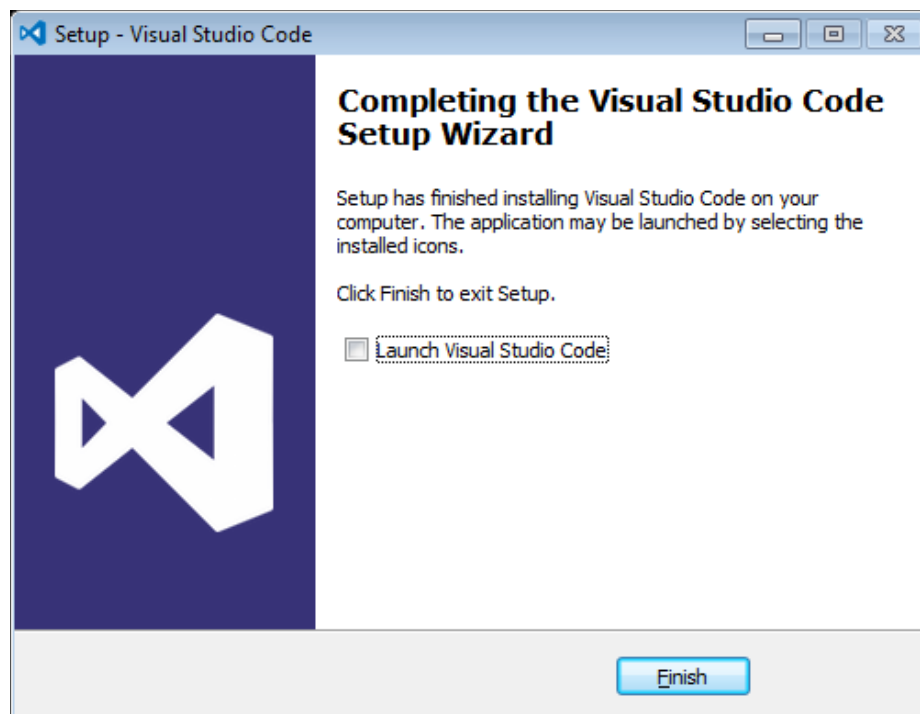 Setup - Visual Studio Code
Completing the Visual Studio Code
Setup Wizard
Setup has finished installing Visual Studio Code on your
computer. The application may be launched by selecting the
installed icons.
Click Finish to exit Setup.
Launch Visual Studio Code
Finish